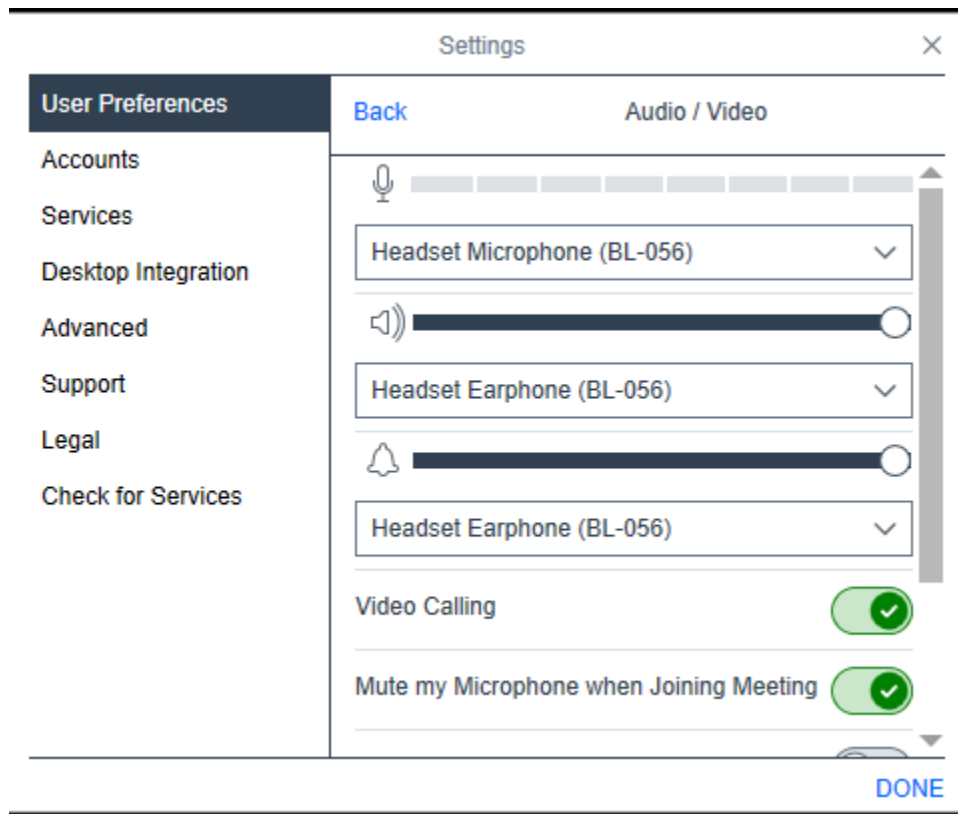 Settings
User Preferences
Back
Audio / Video
Accounts
Services
Desktop Integration
Advanced
Support
Legal
Check for Services
Headset Microphone (BL-056)
Headset Earphone (BL-056)
Headset Earphone (BL-056)
Video Calling
Mute my Microphone when Joining Meeting
DONE